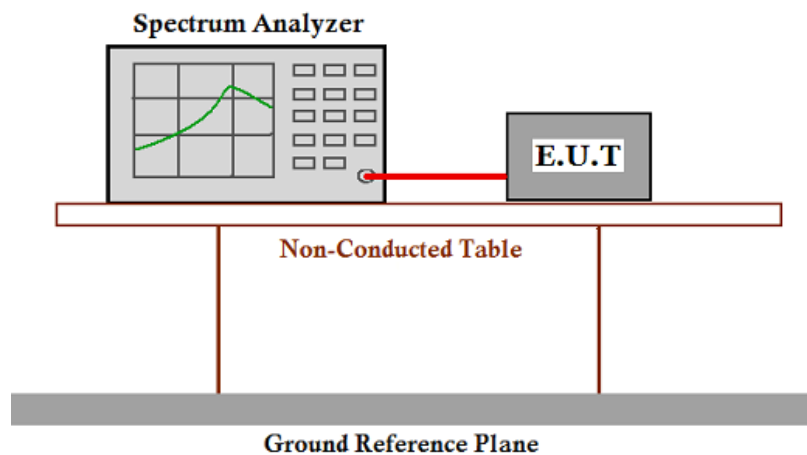 Spectrum Analyzer
E.U.T
Non-Conducted Table
Ground Reference Plane